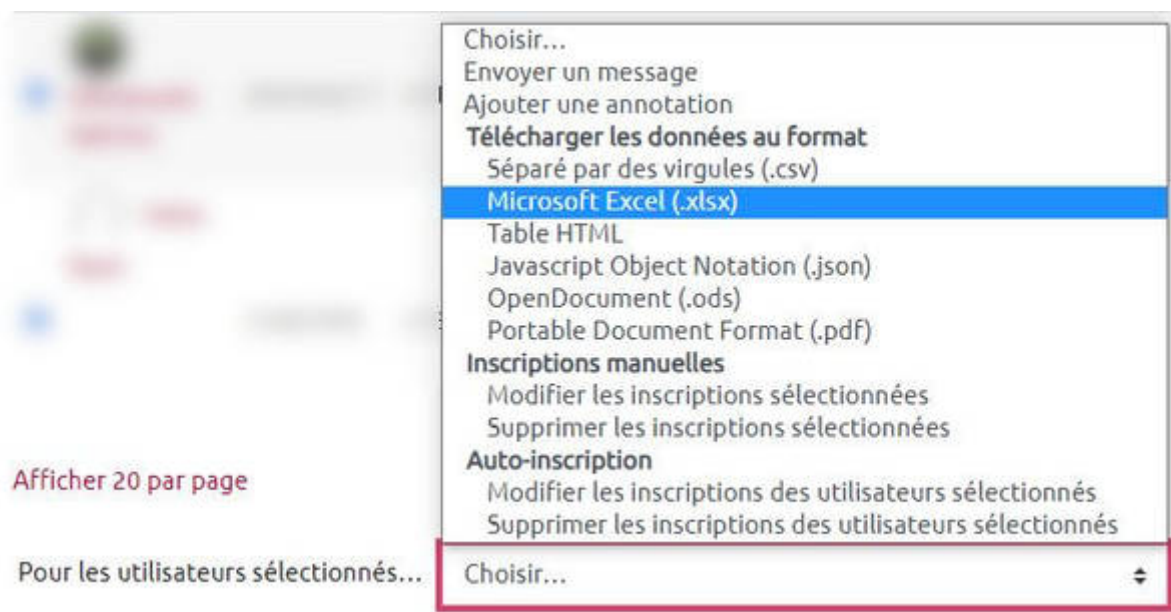 Choisir...
Envoyer un message
Ajouter une annotation
Télécharger les données au format
Séparé par des virgules (.csv)
Microsoft Excel (.xlsx)
Table HTML
Javascript Object Notation (.json)
OpenDocument (.ods)
Portable Document Format (.pdf)
Inscriptions manuelles
Modifier les inscriptions sélectionnées
Supprimer les inscriptions sélectionnées
Auto-inscription
Modifier les inscriptions des utilisateurs sélectionnés
Supprimer les inscriptions des utilisateurs sélectionnés
Afficher 20 par page
Pour les utilisateurs sélectionnés... Choisir...